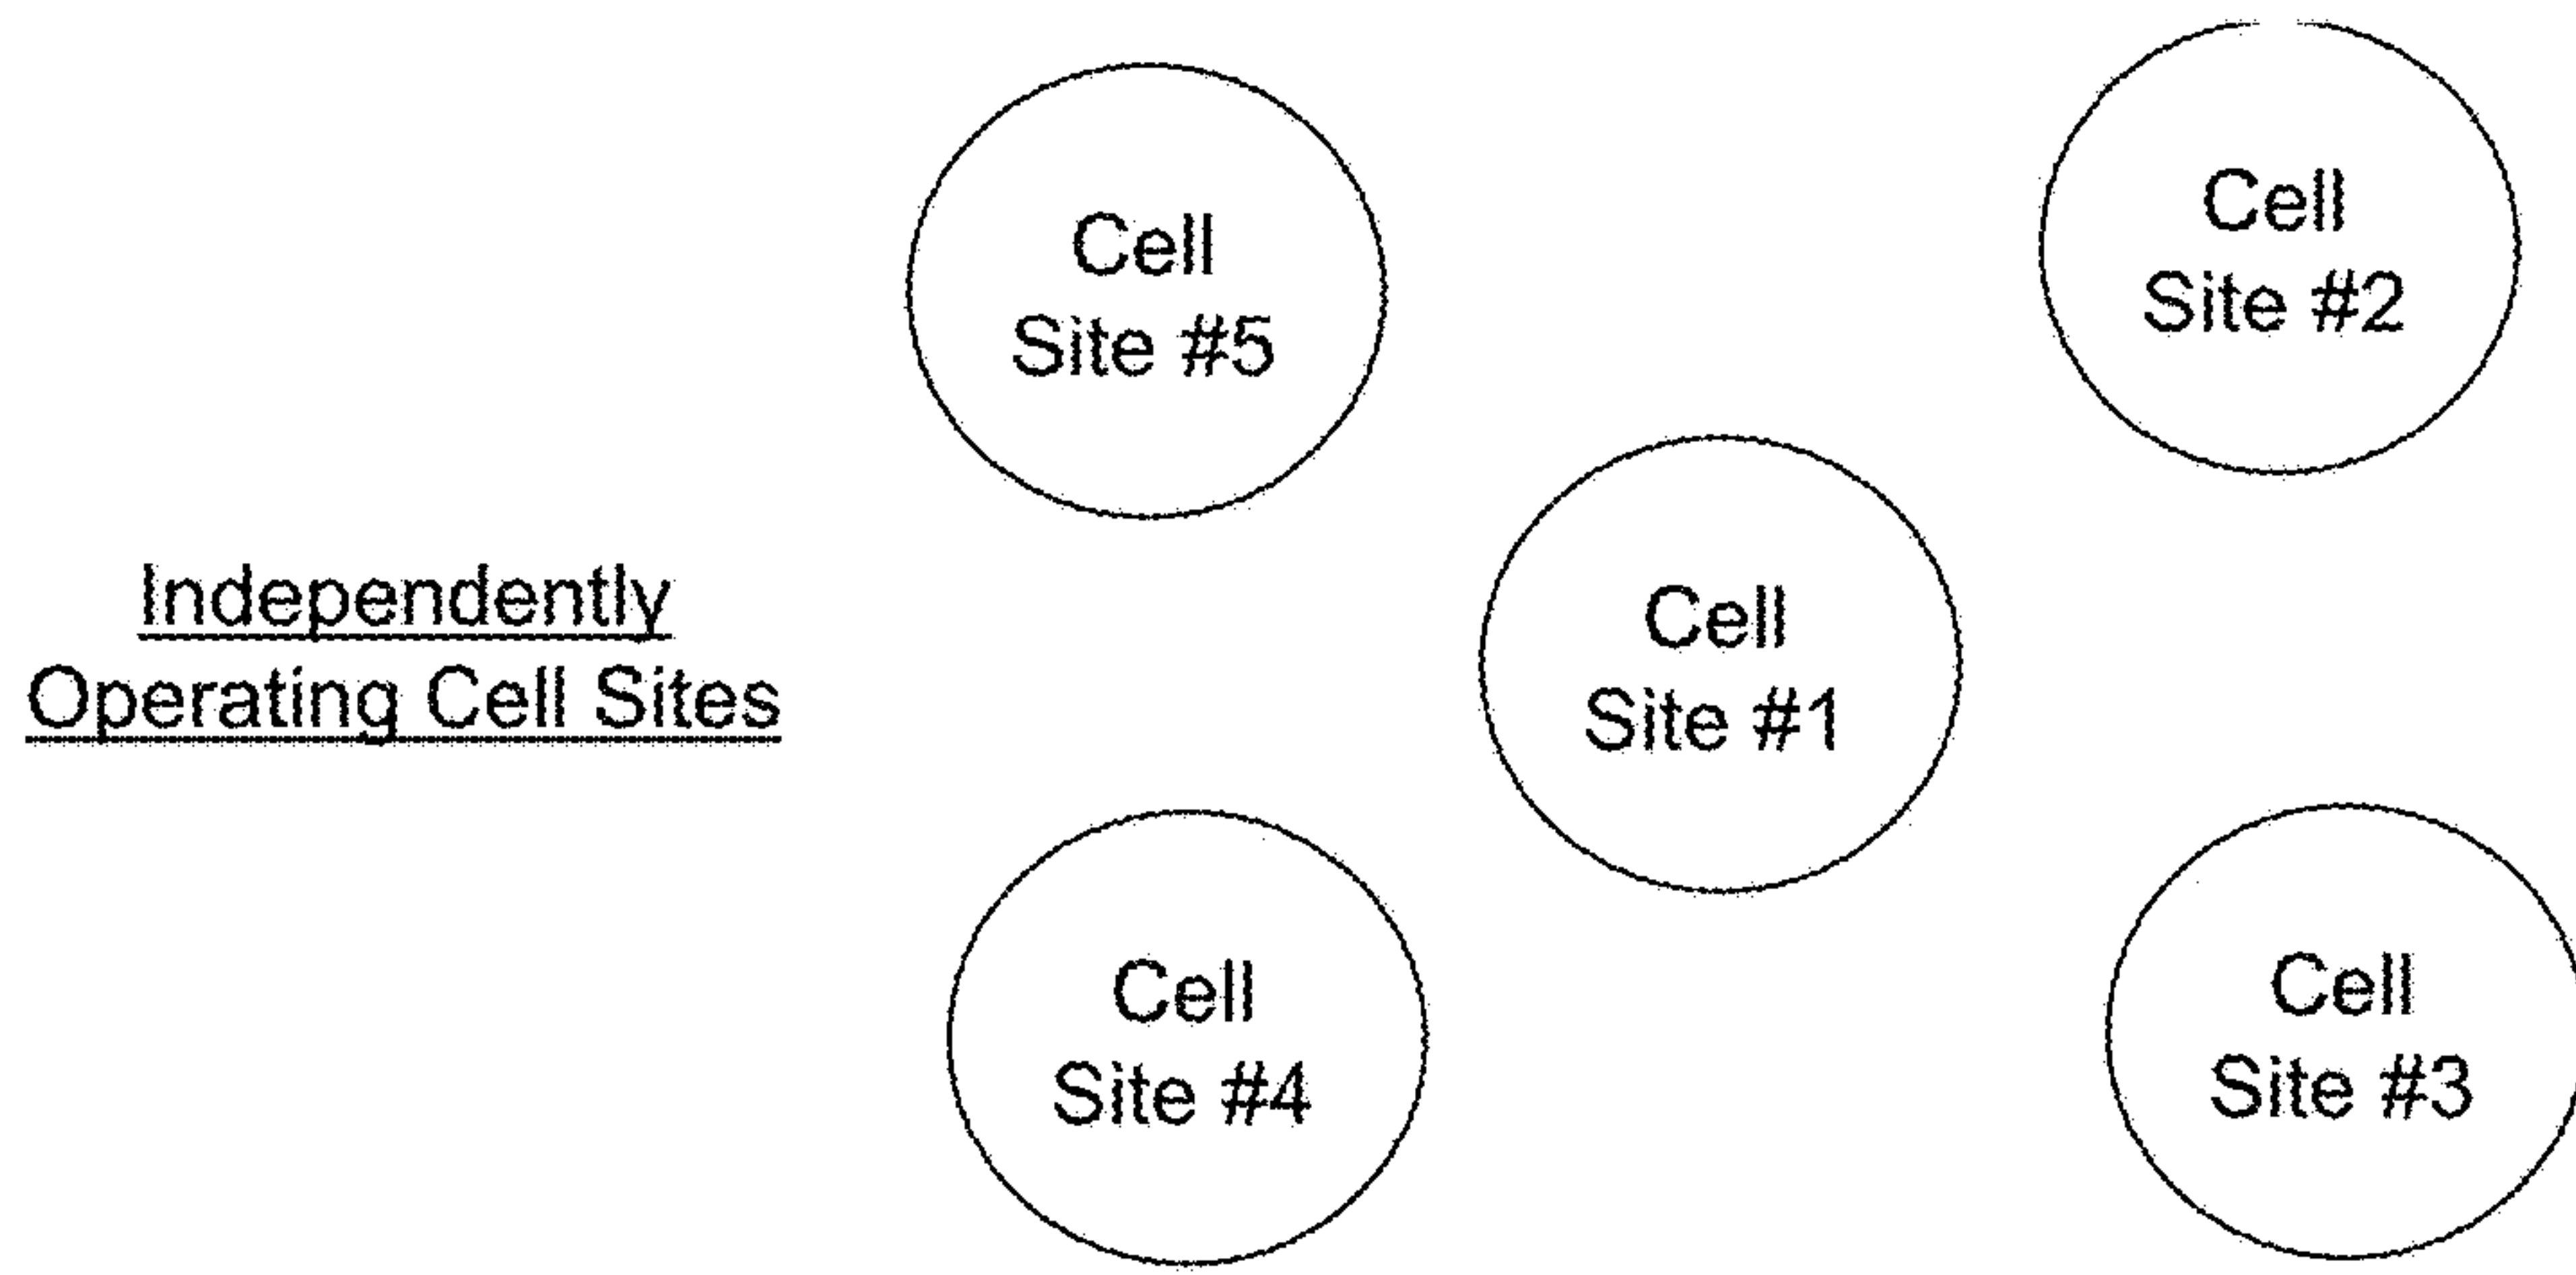 Cell
Site #5
Cell
Site #2
Independently
Operating Cell Sites
Cell
Site #1
Cell
Site #4
Cell
Site #3